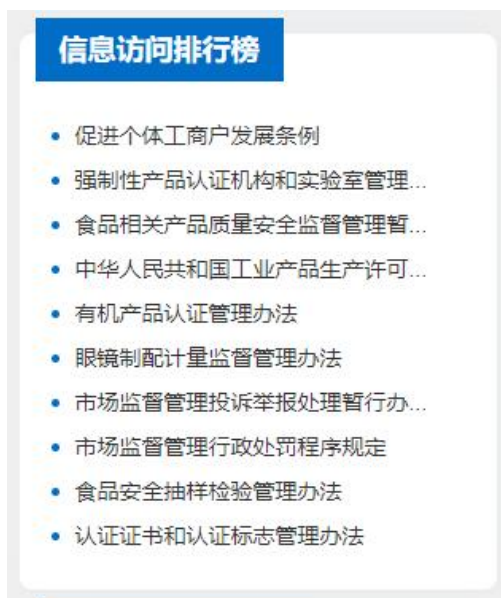 信息访问排行榜
促进个体工商户发展条例
强制性产品认证机构和实验室管理...
食品相关产品质量安全监督管理暂...
中华人民共和国工业产品生产许可...
有机产品认证管理办法
眼镜制配计量监督管理办法
市场监督管理投诉举报处理暂行办...
市场监督管理行政处罚程序规定
食品安全抽样检验管理办法
认证证书和认证标志管理办法